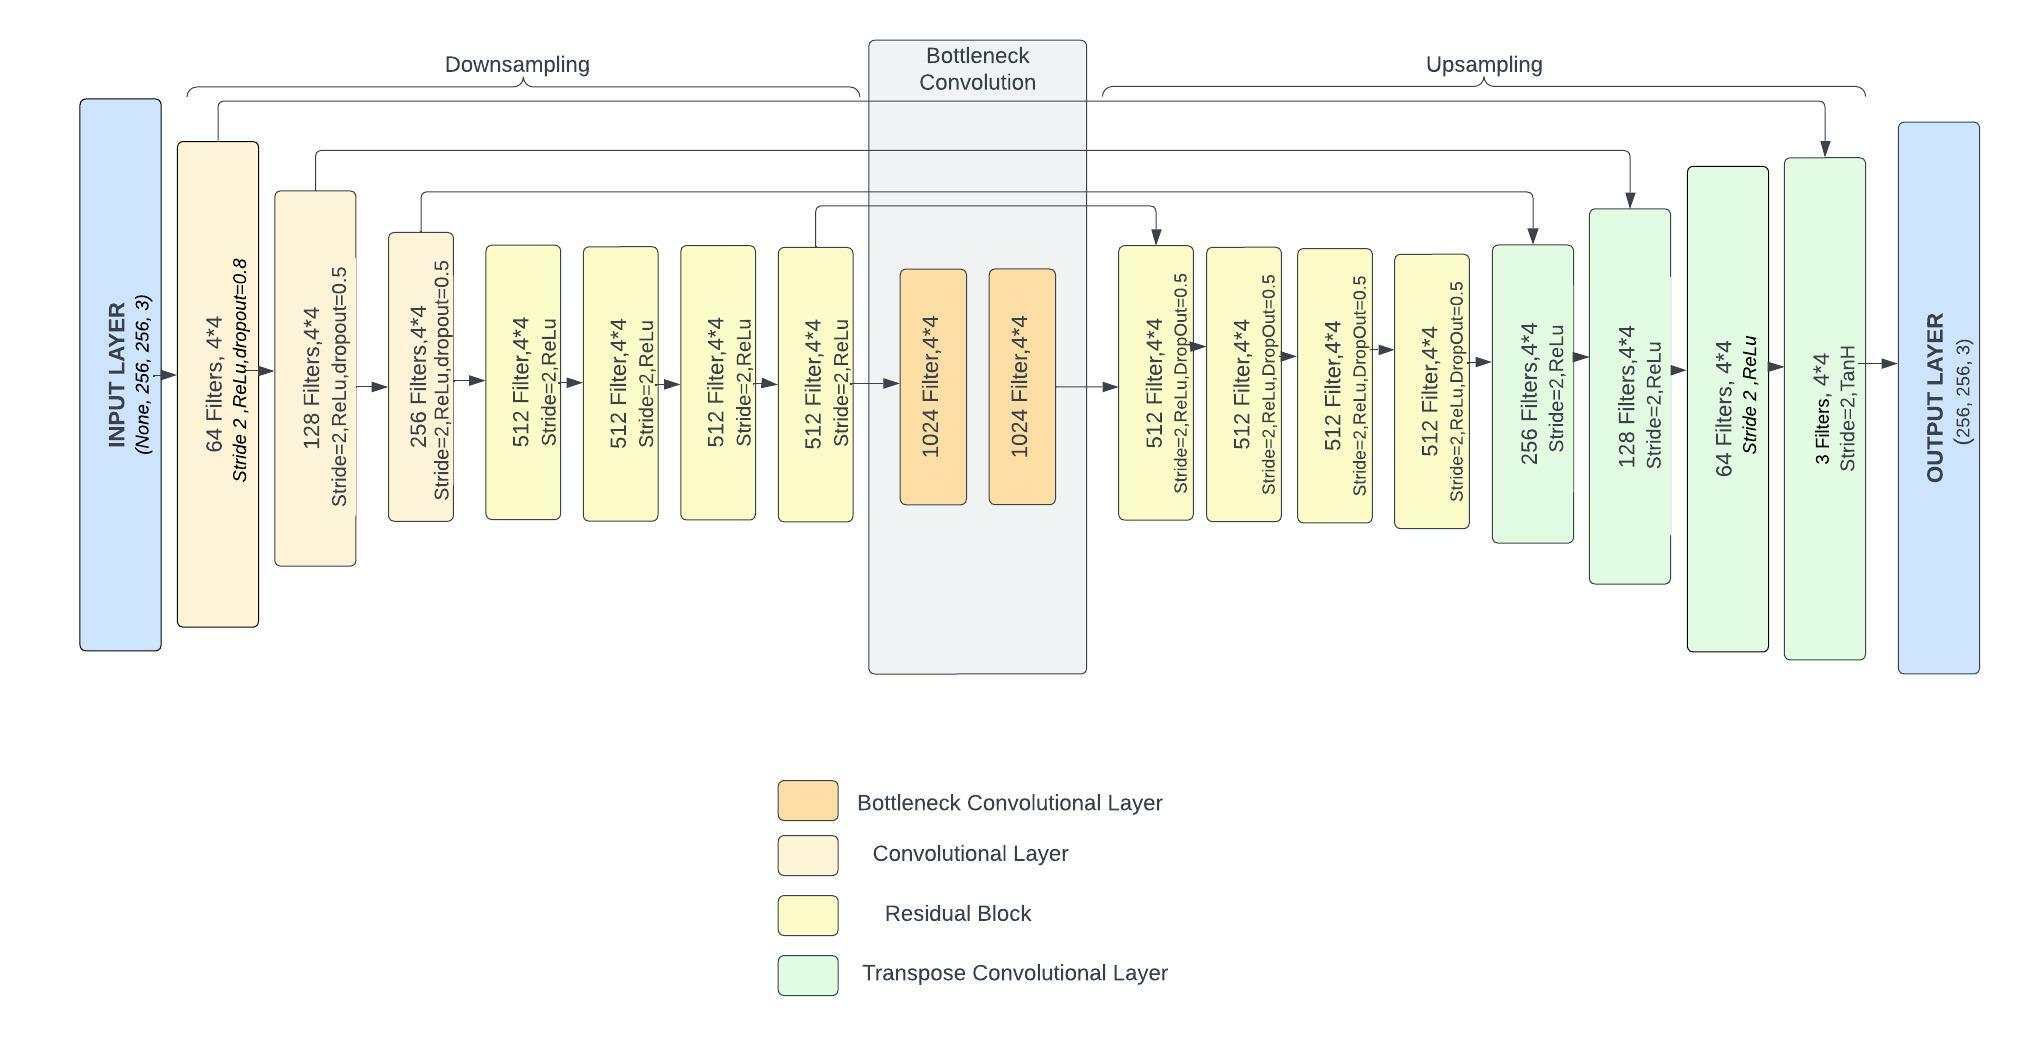 Downsampling
Bottleneck
Convolution
Upsampling
INPUT LAYER
(None, 256, 256, 3)
64 Filters, 4*4
Stride 2 ,ReLu,dropout=0.8
128 Filters,4*4
Stride=2,ReLu,dropout=0.5
256 Filters,4*4
Stride=2,ReLu,dropout=0.5
512 Filter,4*4
Stride=2,ReLu
512 Filter,4*4
Stride=2,ReLu
512 Filter,4*4
Stride=2,ReLu
512 Filter,4*4
Stride=2,ReLu
1024 Filter,4*4
1024 Filter,4*4
512 Filter,4*4
Stride=2,ReLu,DropOut=0.5
512 Filter,4*4
Stride=2,ReLu,DropOut=0.5
512 Filter,4*4
Stride=2,ReLu,DropOut=0.5
512 Filter,4*4
Stride=2,ReLu,DropOut=0.5
256 Filters,4*4
Stride=2,ReLu
128 Filters,4*4
Stride=2,ReLu
64 Filters, 4*4
Stride 2 ,ReLu
3 Filters, 4*4
Stride=2,TanH
OUTPUT LAYER
(256, 256, 3)
Bottleneck Convolutional Layer
Convolutional Layer
Residual Block
Transpose Convolutional Layer